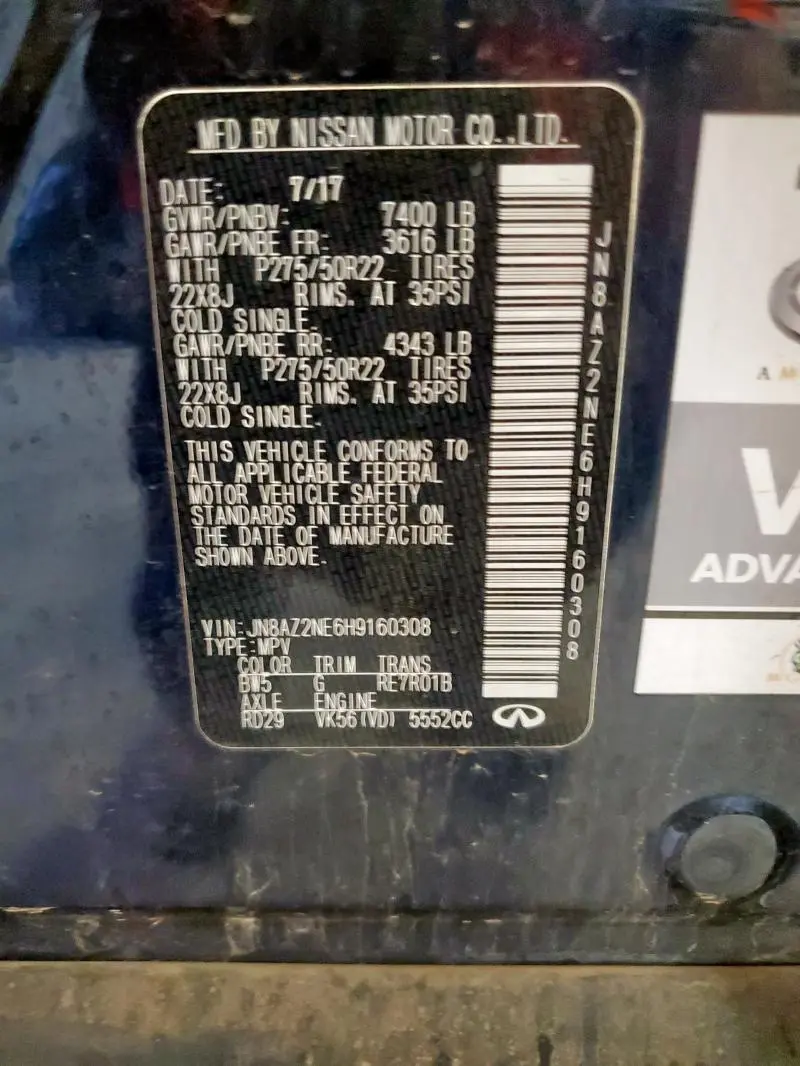 MFD BY NISSAN MOTOR CO.,LTD.
DATE: 7/17
GVWR/PNBV: 7400 LB
GAWR/PNBE FR: 3616 LB
WITH P275/50R22 TIRES
22X8J RIMS. AT 35PSI
COLD SINGLE.
GAWR/PNBE RR: 4343 LB
WITH P275/50R22 TIRES
22X8J RIMS. AT 35PSI
COLD SINGLE.
THIS VEHICLE CONFORMS TO
ALL APPLICABLE FEDERAL
MOTOR VEHICLE SAFETY
STANDARDS IN EFFECT ON
THE DATE OF MANUFACTURE
SHOWN ABOVE.
VIN:JN8AZ2NE6H9160308
TYPE:MPV
COLOR TRIM TRANS
BW5 G RE7R01B
AXLE ENGINE
RD29 VK56(VD) 5552CC
JN8AZ2NE6H9160308
ADVA